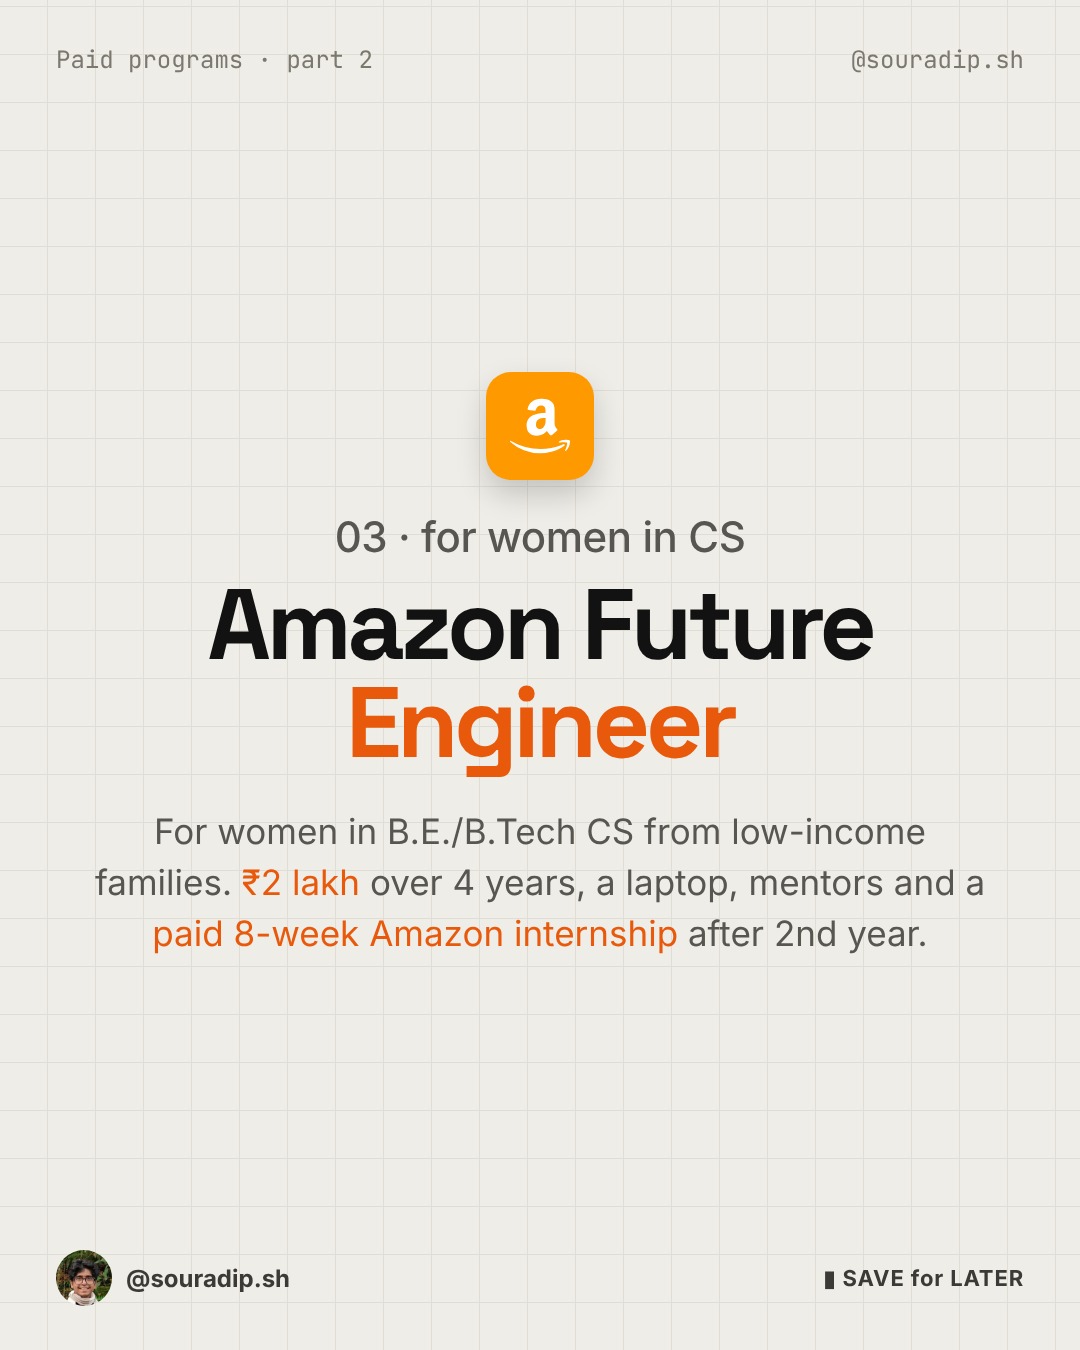 Paid programs · part 2
@souradip.sh
a
03 · for women in CS
Amazon Future
Engineer
For women in B.E./B.Tech CS from low-income
families. ₹2 lakh over 4 years, a laptop, mentors and a
paid 8-week Amazon internship after 2nd year.
@souradip.sh
SAVE for LATER